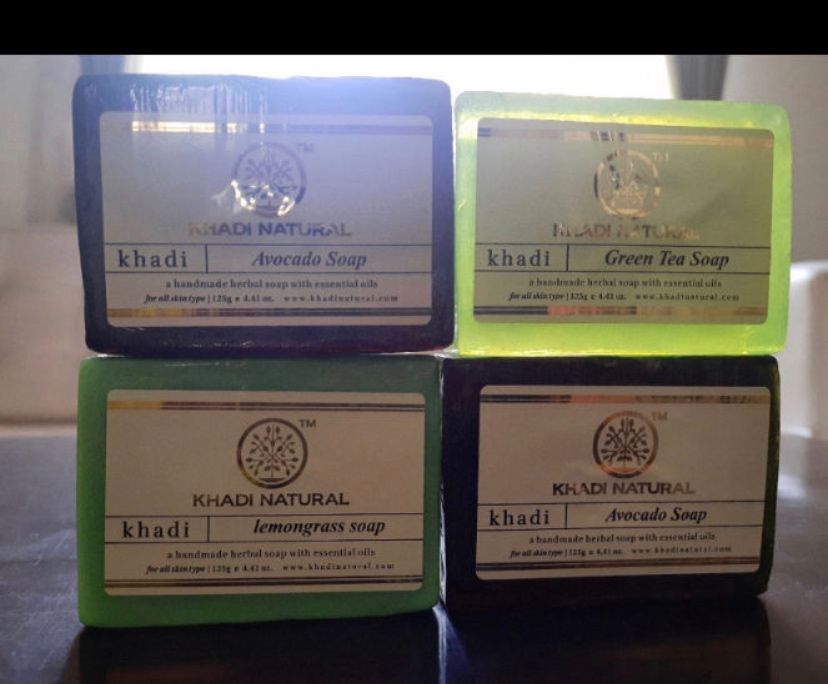 TM
KHADI NATURAL
khadi Avocado Soap
a handmade herbal soap with essential oils
for all skin type | 125g e 4.41 oz. www.khadinatural.com
TM
KHADI NATURAL
khadi Green Tea Soap
a handmade herbal soap with essential oils
for all skin type | 125g e 4.41 oz. www.khadinatural.com
TM
KHADI NATURAL
khadi lemongrass soap
a handmade herbal soap with essential oils
for all skin type | 125g e 4.41 oz. www.khadinatural.com
TM
KHADI NATURAL
khadi Avocado Soap
a handmade herbal soap with essential oils
for all skin type | 125g e 4.41 oz. www.khadinatural.com